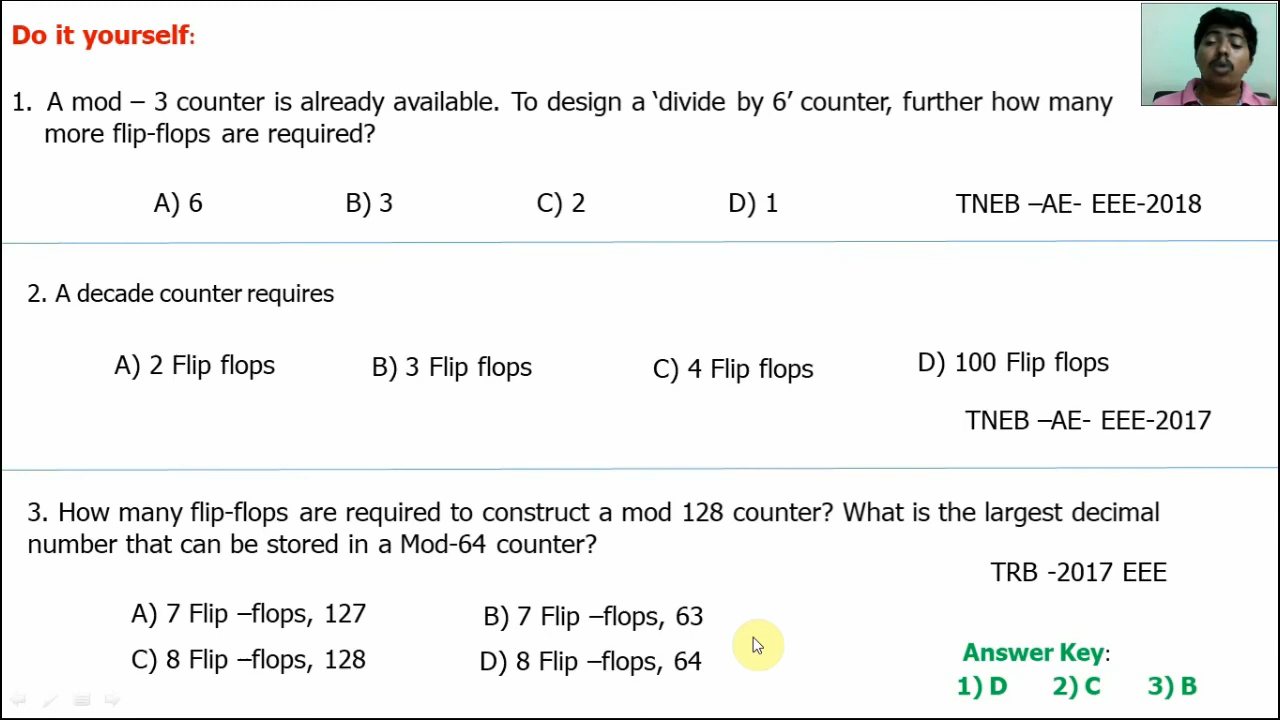 Do it yourself:
1. A mod – 3 counter is already available. To design a ‘divide by 6’ counter, further how many
more flip-flops are required?
A) 6 B) 3 C) 2 D) 1 TNEB –AE- EEE-2018
2. A decade counter requires
A) 2 Flip flops B) 3 Flip flops C) 4 Flip flops D) 100 Flip flops
TNEB –AE- EEE-2017
3. How many flip-flops are required to construct a mod 128 counter? What is the largest decimal
number that can be stored in a Mod-64 counter?
TRB -2017 EEE
A) 7 Flip –flops, 127 B) 7 Flip –flops, 63
C) 8 Flip –flops, 128 D) 8 Flip –flops, 64
Answer Key:
1) D 2) C 3) B